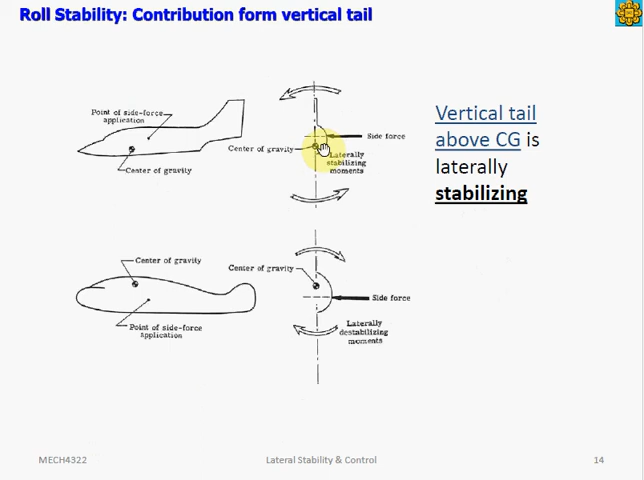 Roll Stability: Contribution form vertical tail
Point of side-force
application
Center of gravity
Center of gravity
Side force
Laterally
stabilizing
moments
Vertical tail
above CG is
laterally
stabilizing
Center of gravity
Point of side-force
application
Center of gravity
Side force
Laterally
destabilizing
moments
MECH4322
Lateral Stability & Control
14